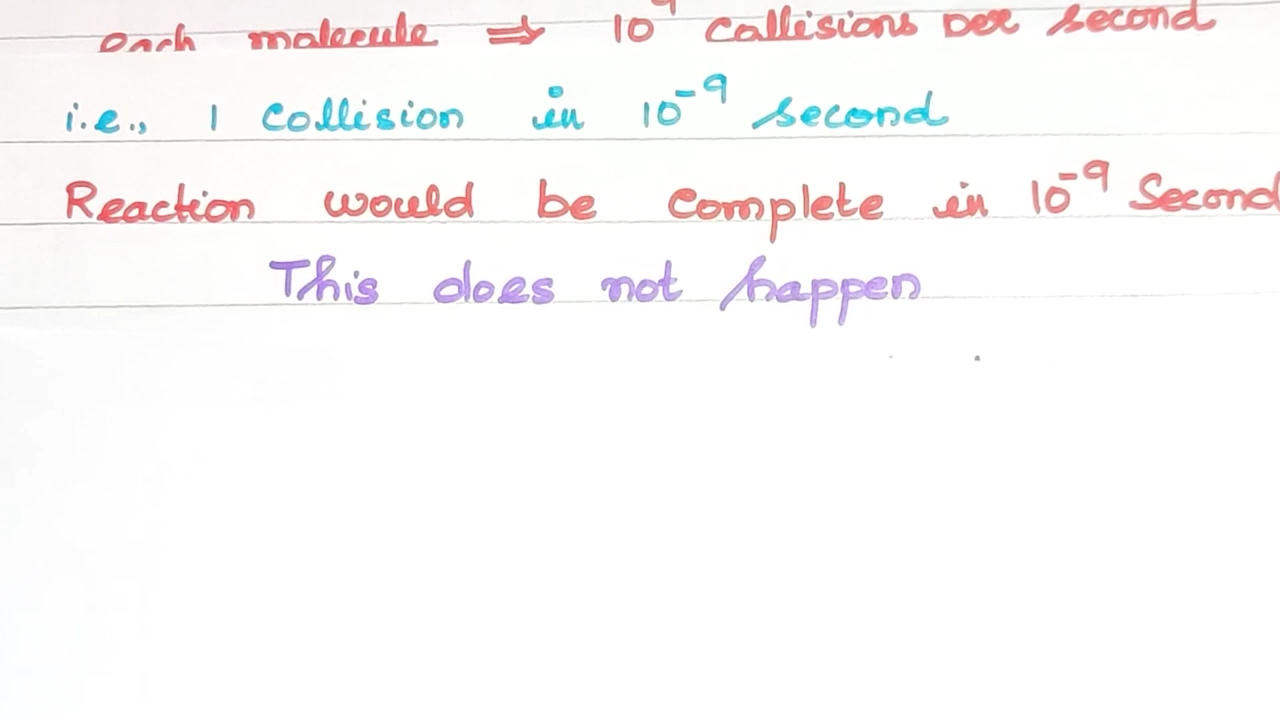 each molecule ⇒ 10⁹ collisions per second
i.e., 1 collision in 10⁻⁹ second
Reaction would be complete in 10⁻⁹ Second
This does not happen